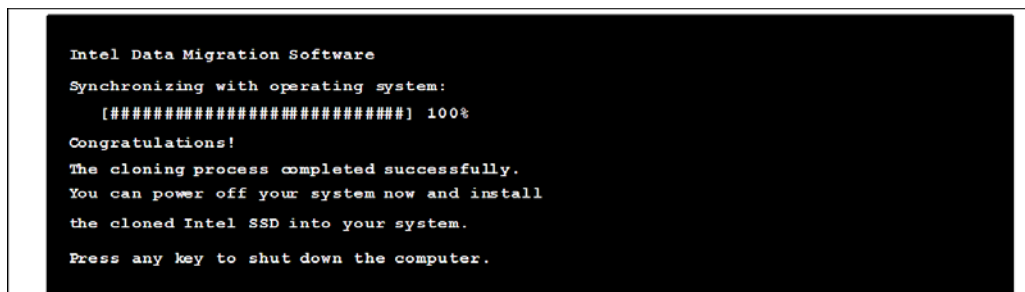 Intel Data Migration Software
Synchronizing with operating system:
[###########################] 100%
Congratulations!
The cloning process completed successfully.
You can power off your system now and install
the cloned Intel SSD into your system.
Press any key to shut down the computer.